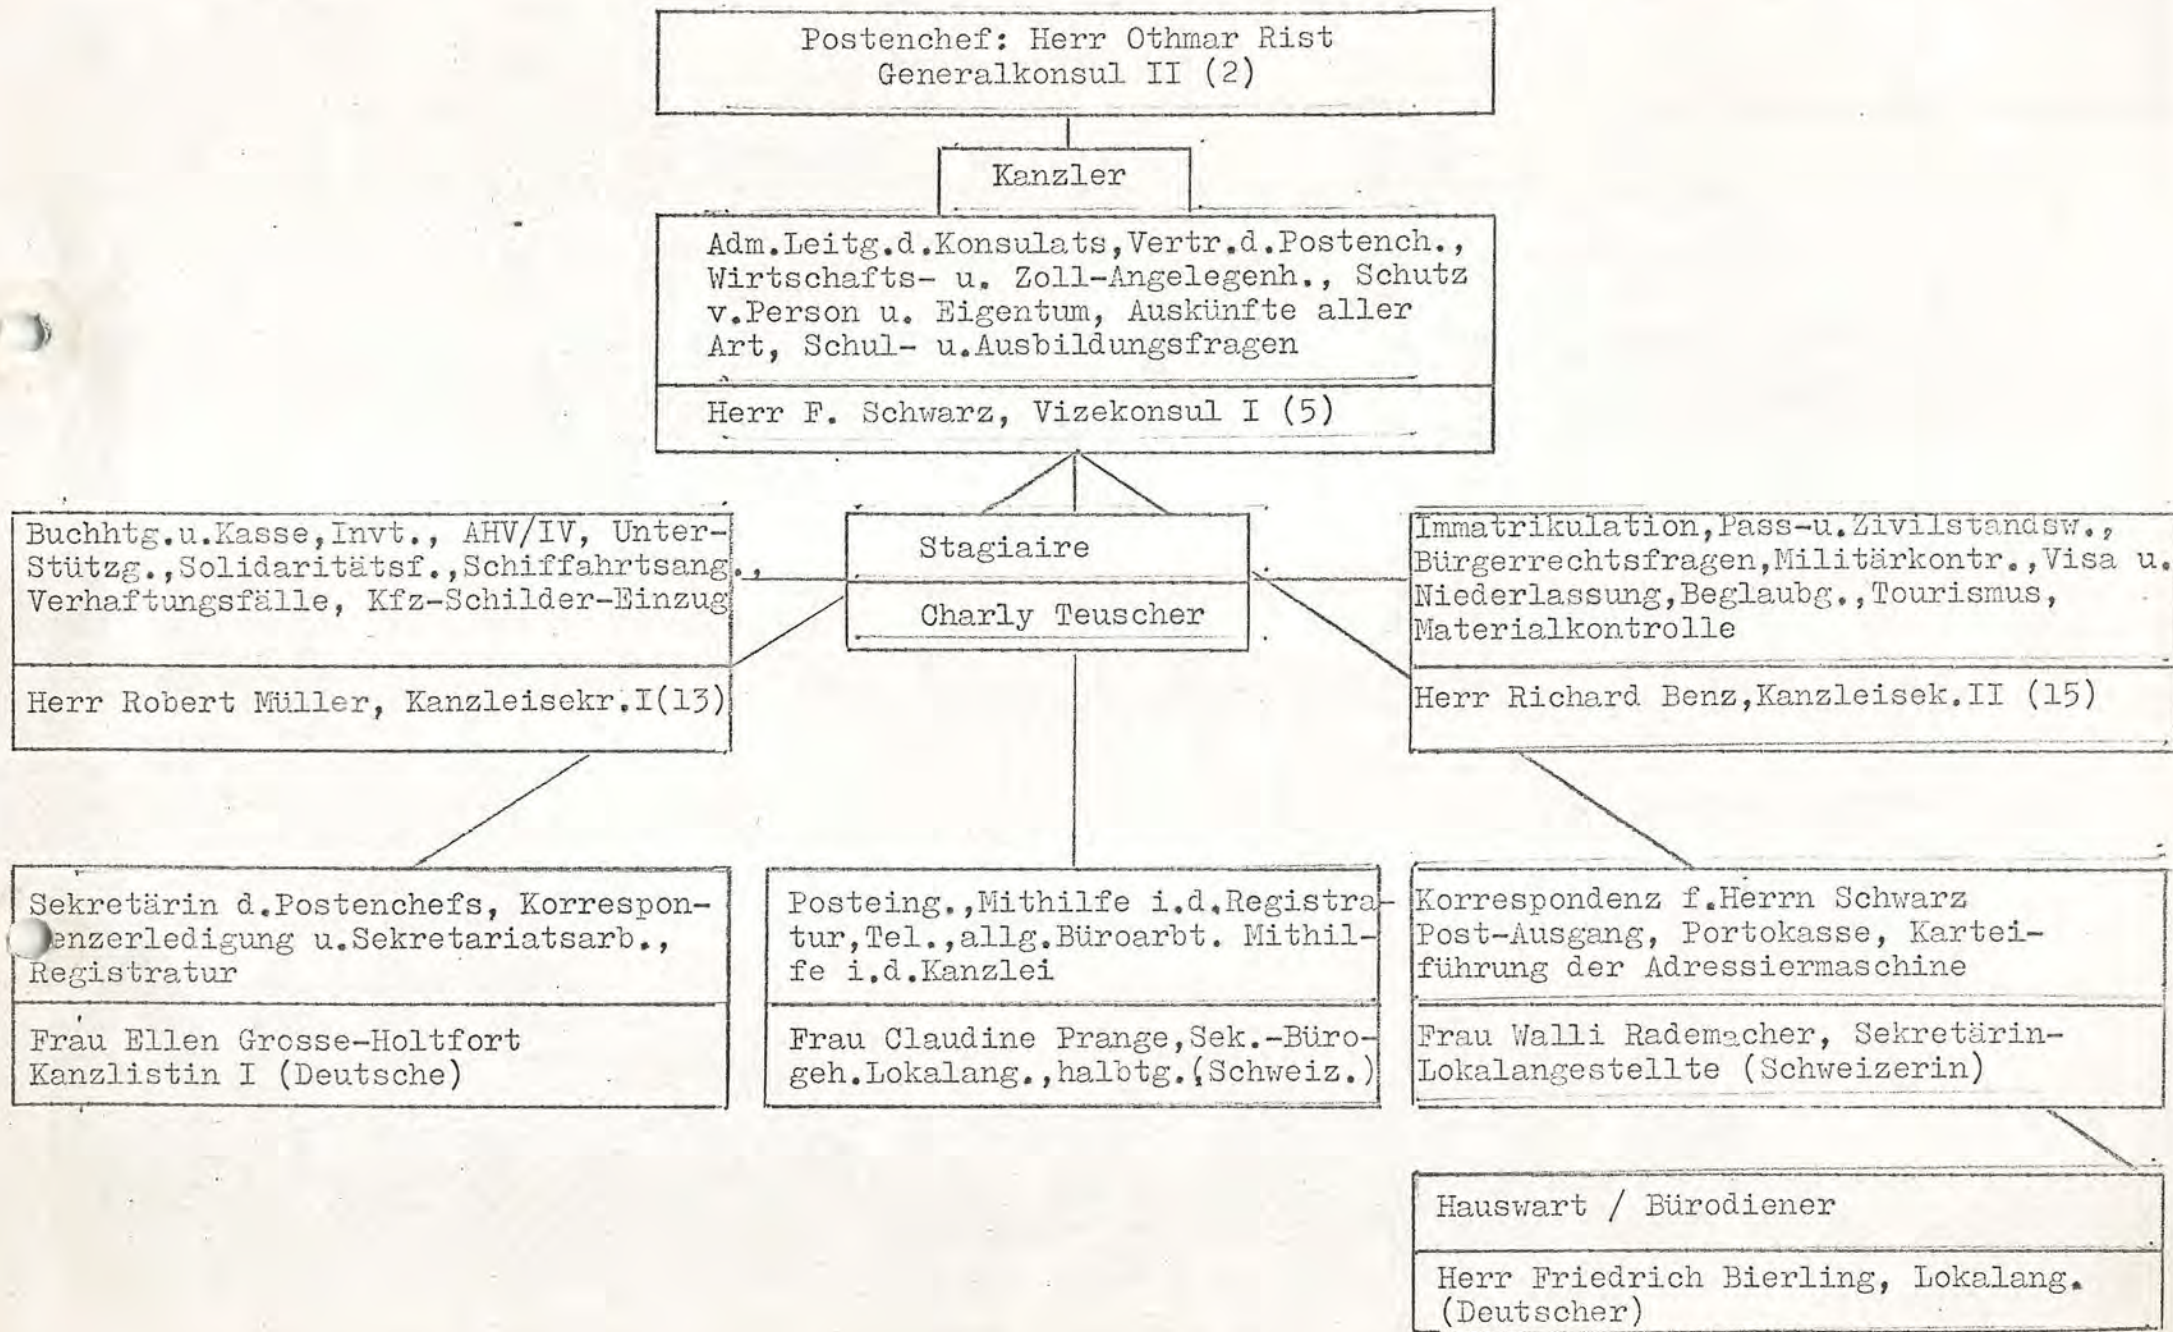 Postenchef: Herr Othmar Rist
Generalkonsul II (2)
Kanzler
Adm.Leitg.d.Konsulats,Vertr.d.Postench.,
Wirtschafts- u. Zoll-Angelegenh., Schutz
v.Person u. Eigentum, Auskünfte aller
Art, Schul- u.Ausbildungsfragen
Herr F. Schwarz, Vizekonsul I (5)
Buchhtg.u.Kasse,Invt., AHV/IV, Unter-
Stützg.,Solidaritätsf.,Schiffahrtsang.,
Verhaftungsfälle, Kfz-Schilder-Einzug
Herr Robert Müller, Kanzleisekr.I(13)
Stagiaire
Charly Teuscher
Immatrikulation,Pass-u.Zivilstandsw.,
Bürgerrechtsfragen,Militärkontr.,Visa u.
Niederlassung,Beglaubg.,Tourismus,
Materialkontrolle
Herr Richard Benz,Kanzleisek.II (15)
Sekretärin d.Postenchefs, Korrespon-
enzerledigung u.Sekretariatsarb.,
Registratur
Frau Ellen Grosse-Holtfort
Kanzlistin I (Deutsche)
Posteing.,Mithilfe i.d.Registra-
tur,Tel.,allg.Büroarbt. Mithil-
fe i.d.Kanzlei
Frau Claudine Prange,Sek.-Büro-
geh.Lokalang.,halbtg.(Schweiz.)
Korrespondenz f.Herrn Schwarz
Post-Ausgang, Portokasse, Kartei-
führung der Adressiermaschine
Frau Walli Rademacher, Sekretärin-
Lokalangestellte (Schweizerin)
Hauswart / Bürodiener
Herr Friedrich Bierling, Lokalang.
(Deutscher)